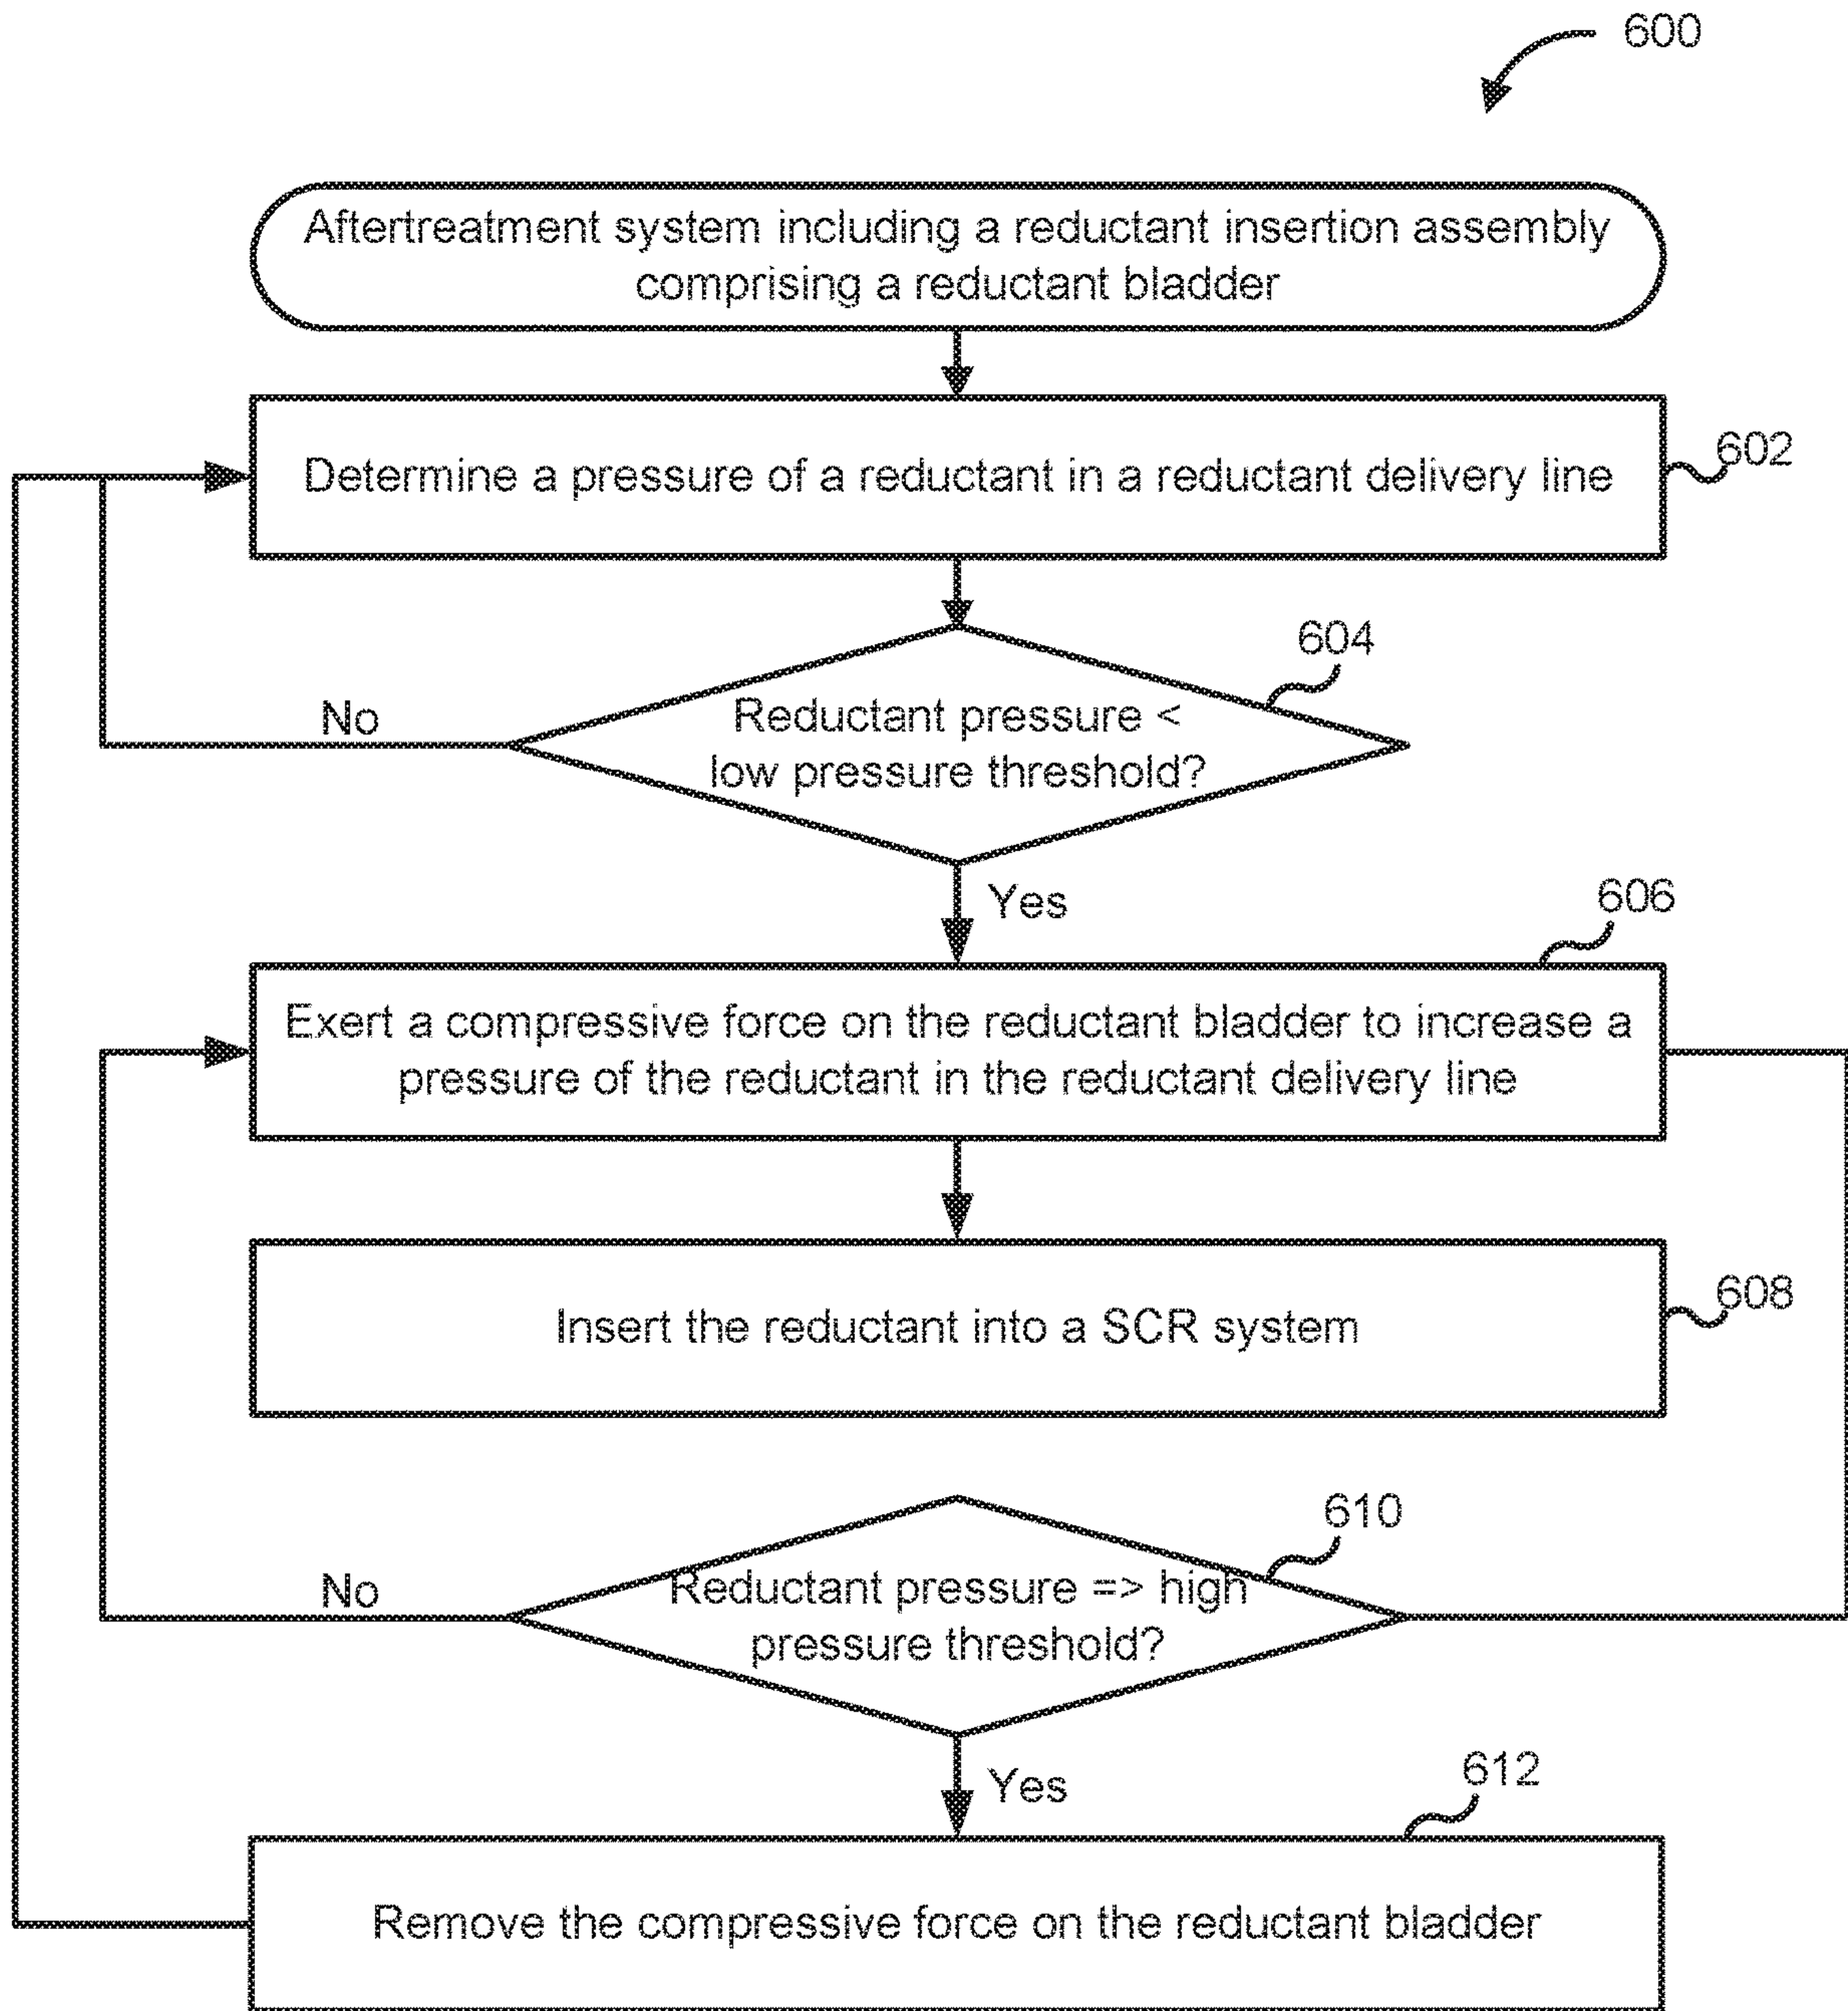 600
Aftertreatment system including a reductant insertion assembly
comprising a reductant bladder
Determine a pressure of a reductant in a reductant delivery line
602
604
Reductant pressure <
low pressure threshold?
No
Yes
606
Exert a compressive force on the reductant bladder to increase a
pressure of the reductant in the reductant delivery line
Insert the reductant into a SCR system
608
610
Reductant pressure => high
pressure threshold?
No
Yes
612
Remove the compressive force on the reductant bladder